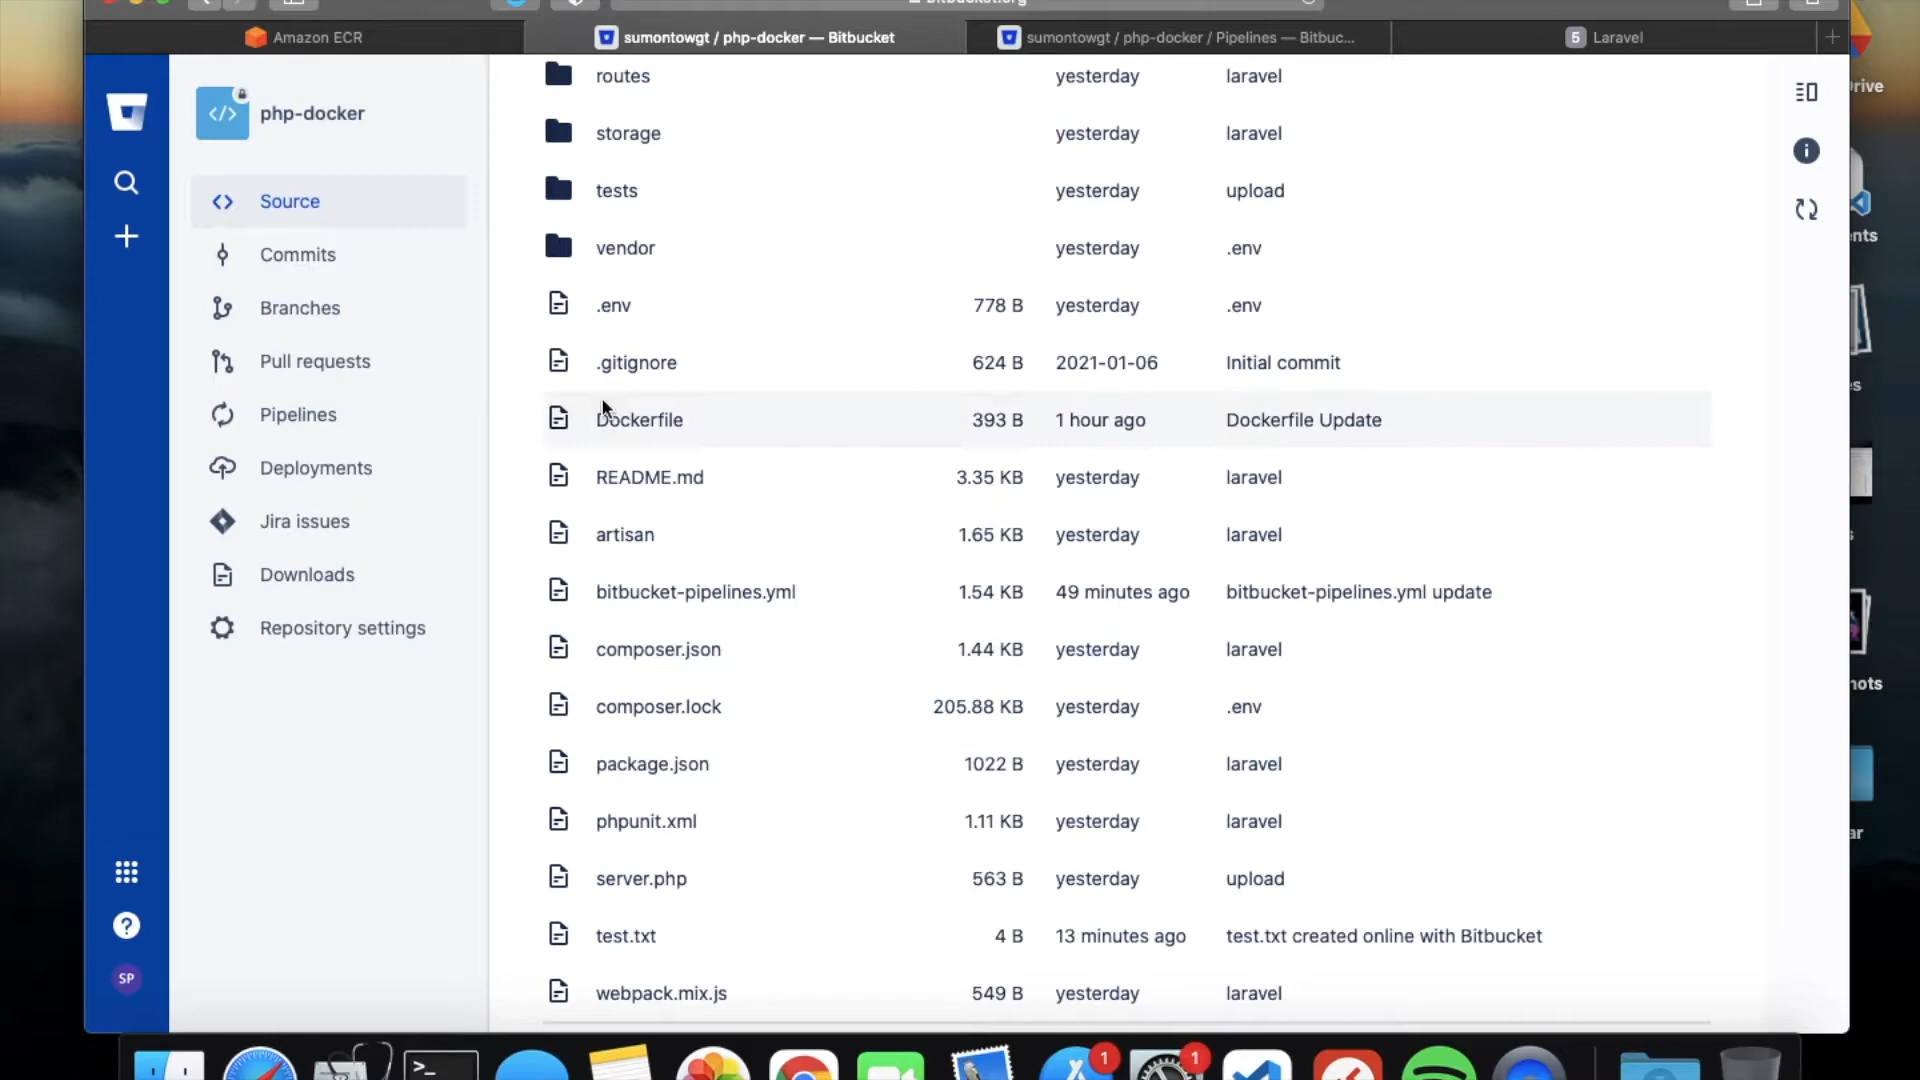 Amazon ECR
sumontowgt / php-docker — Bitbucket
sumontowgt / php-docker / Pipelines — Bitbuc...
5 Laravel
php-docker
Source
Commits
Branches
Pull requests
Pipelines
Deployments
Jira issues
Downloads
Repository settings
SP
routes yesterday laravel
storage yesterday laravel
tests yesterday upload
vendor yesterday .env
.env 778 B yesterday .env
.gitignore 624 B 2021-01-06 Initial commit
Dockerfile 393 B 1 hour ago Dockerfile Update
README.md 3.35 KB yesterday laravel
artisan 1.65 KB yesterday laravel
bitbucket-pipelines.yml 1.54 KB 49 minutes ago bitbucket-pipelines.yml update
composer.json 1.44 KB yesterday laravel
composer.lock 205.88 KB yesterday .env
package.json 1022 B yesterday laravel
phpunit.xml 1.11 KB yesterday laravel
server.php 563 B yesterday upload
test.txt 4 B 13 minutes ago test.txt created online with Bitbucket
webpack.mix.js 549 B yesterday laravel
1
1